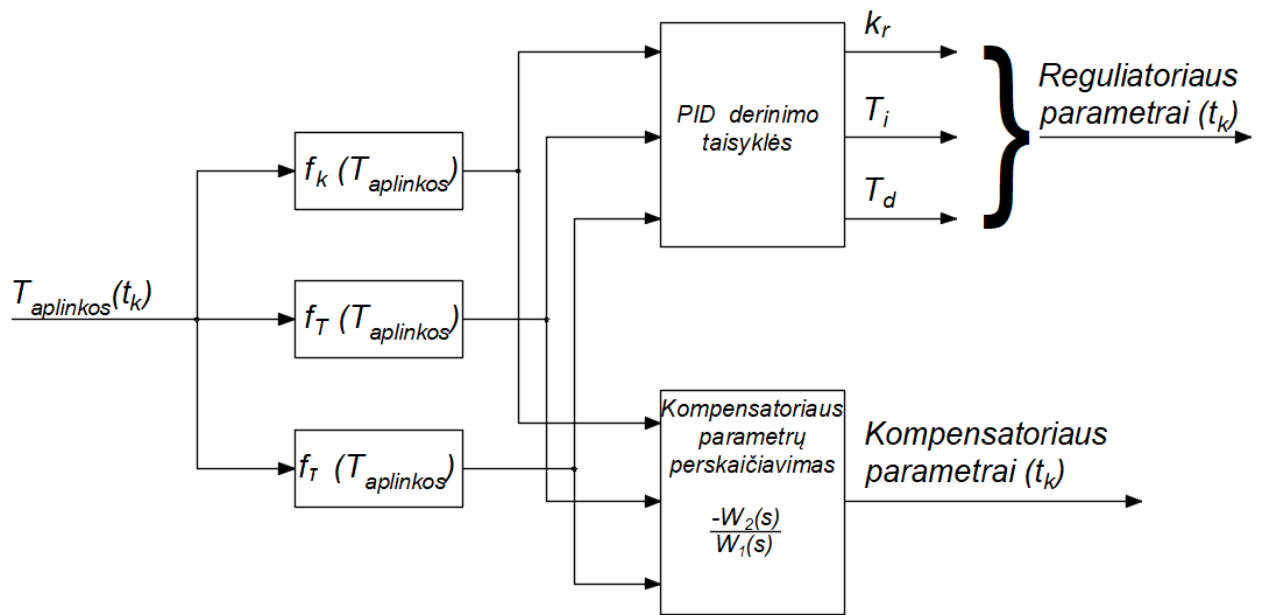 k_r
Reguliatoriaus
parametrai (t_k)
PID derinimo
taisyklės
T_i
T_d
f_k (T_aplinkos)
T_aplinkos(t_k)
f_T (T_aplinkos)
f_τ (T_aplinkos)
Kompensatoriaus
parametrų
perskaičiavimas
-W_2(s)
W_1(s)
Kompensatoriaus
parametrai (t_k)